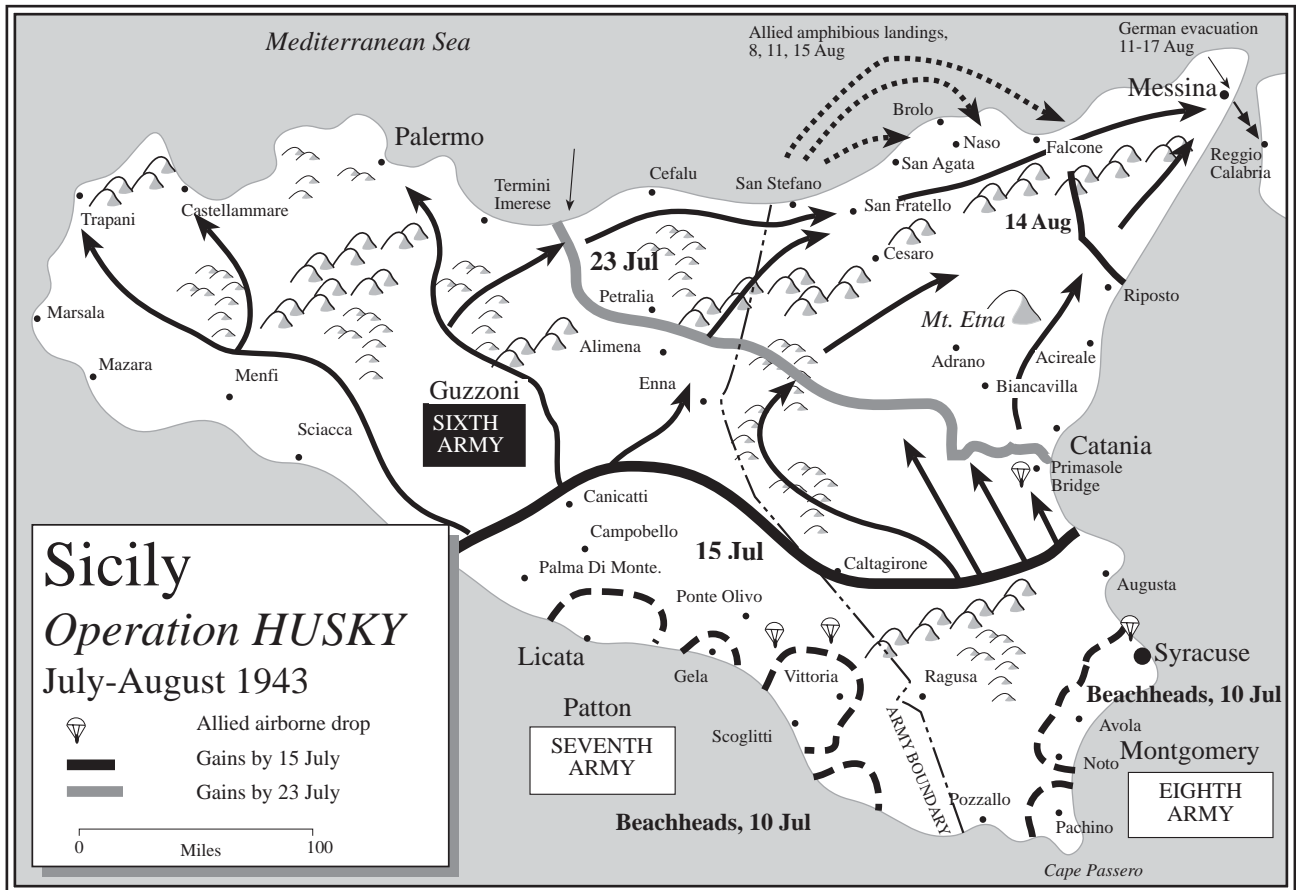 Mediterranean Sea
Allied amphibious landings,
8, 11, 15 Aug
German evacuation
11-17 Aug
Messina
Reggio
Calabria
Brolo
Naso
Falcone
San Agata
Palermo
Cefalu
San Stefano
Termini
Imerese
San Fratello
14 Aug
Trapani
Castellammare
23 Jul
Cesaro
Petralia
Riposto
Marsala
Mt. Etna
Alimena
Adrano
Acireale
Mazara
Menfi
Enna
Biancavilla
Guzzoni
SIXTH
ARMY
Sciacca
Catania
Primasole
Bridge
Canicatti
Campobello
15 Jul
Caltagirone
Palma Di Monte.
Augusta
Ponte Olivo
Licata
Gela
Vittoria
Ragusa
Syracuse
Beachheads, 10 Jul
Patton
SEVENTH
ARMY
Scoglitti
ARMY BOUNDARY
Avola
Noto
Montgomery
EIGHTH
ARMY
Beachheads, 10 Jul
Pozzallo
Pachino
Cape Passero
Sicily
Operation HUSKY
July-August 1943
Allied airborne drop
Gains by 15 July
Gains by 23 July
0 Miles 100